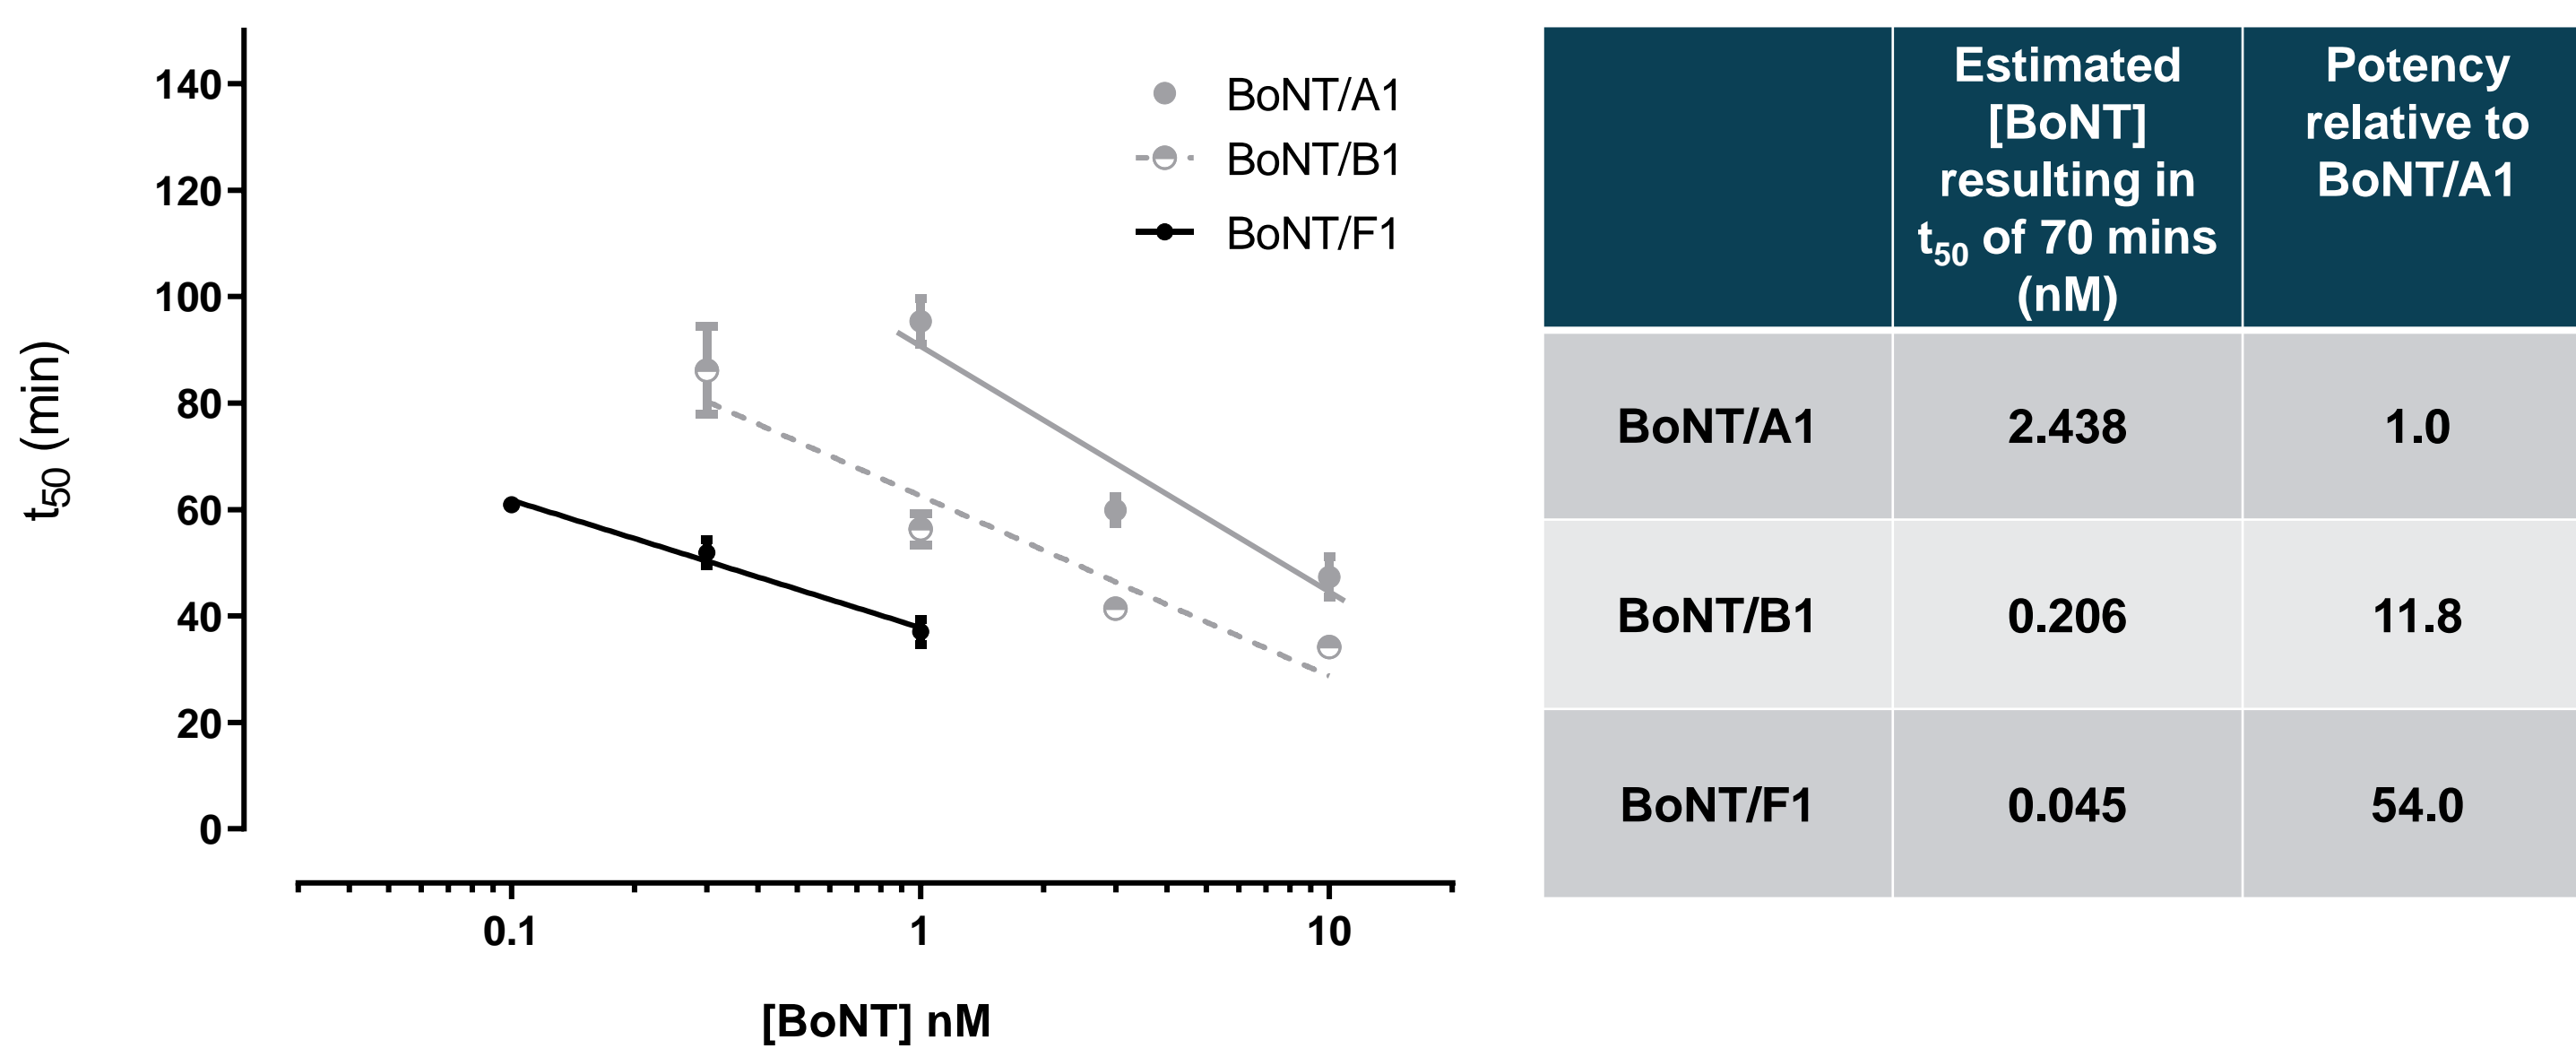 140
120
100
80
60
40
20
0
t50 (min)
BoNT/A1
BoNT/B1
BoNT/F1
0.1 1 10
[BoNT] nM
Estimated
[BoNT]
resulting in
t50 of 70 mins
(nM)
Potency
relative to
BoNT/A1
BoNT/A1 2.438 1.0
BoNT/B1 0.206 11.8
BoNT/F1 0.045 54.0